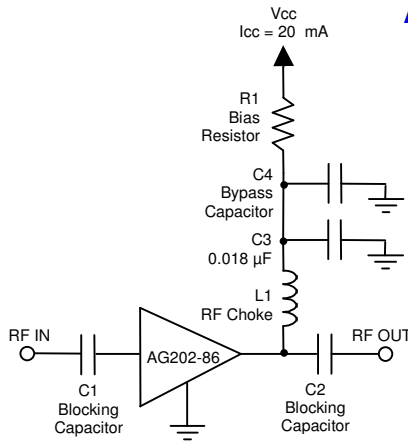 Vcc
Icc = 20 mA
R1
Bias
Resistor
C4
Bypass
Capacitor
C3
0.018 µF
L1
RF Choke
RF IN
AG202-86
RF OUT
C1
Blocking
Capacitor
C2
Blocking
Capacitor